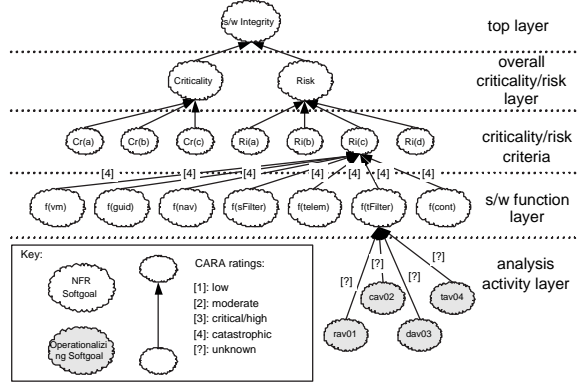 s/w Integrity
top layer
Criticality
Risk
overall
criticality/risk
layer
Cr(a)
Cr(b)
Cr(c)
Ri(a)
Ri(b)
Ri(c)
Ri(d)
criticality/risk
criteria
[4] [4] [4] [4] [4] [4] [4]
f(vm)
f(guid)
f(nav)
f(sFilter)
f(telem)
f(tFilter)
f(cont)
s/w function
layer
Key:
NFR
Softgoal
Operationalizi
ng Softgoal
CARA ratings:
[1]: low
[2]: moderate
[3]: critical/high
[4]: catastrophic
[?]: unknown
[?] [?] [?] [?]
rav01
cav02
dav03
tav04
analysis
activity layer